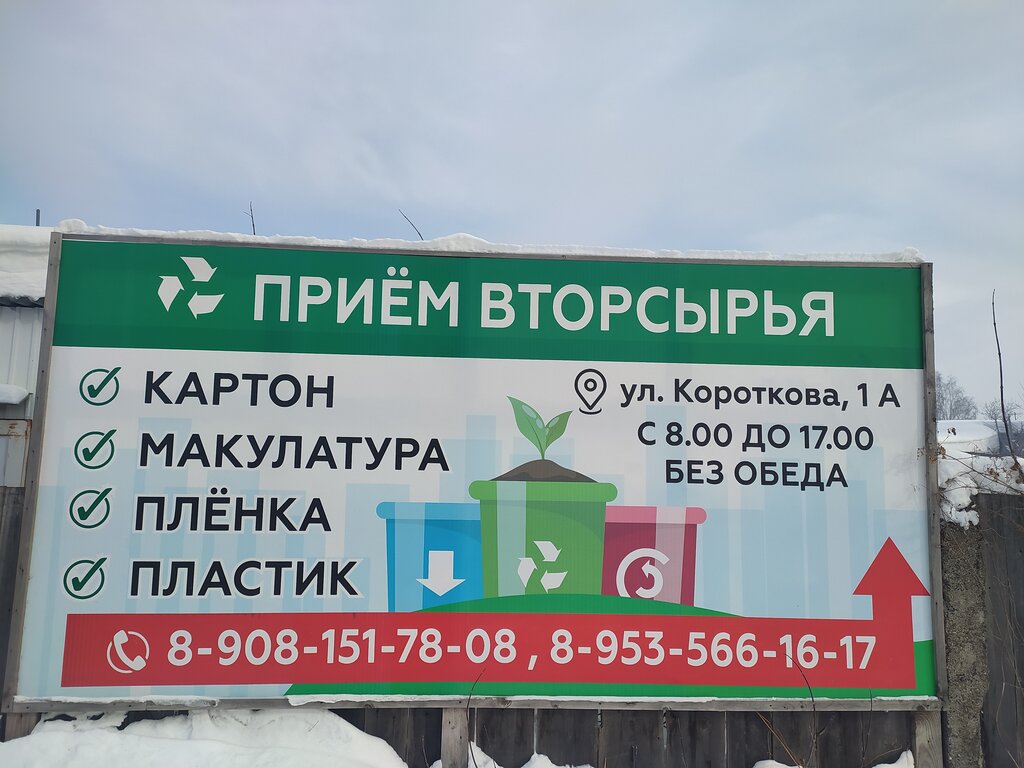 ПРИЁМ ВТОРСЫРЬЯ
КАРТОН
МАКУЛАТУРА
ПЛЁНКА
ПЛАСТИК
ул. Короткова, 1 А
С 8.00 ДО 17.00
БЕЗ ОБЕДА
8-908-151-78-08 , 8-953-566-16-17